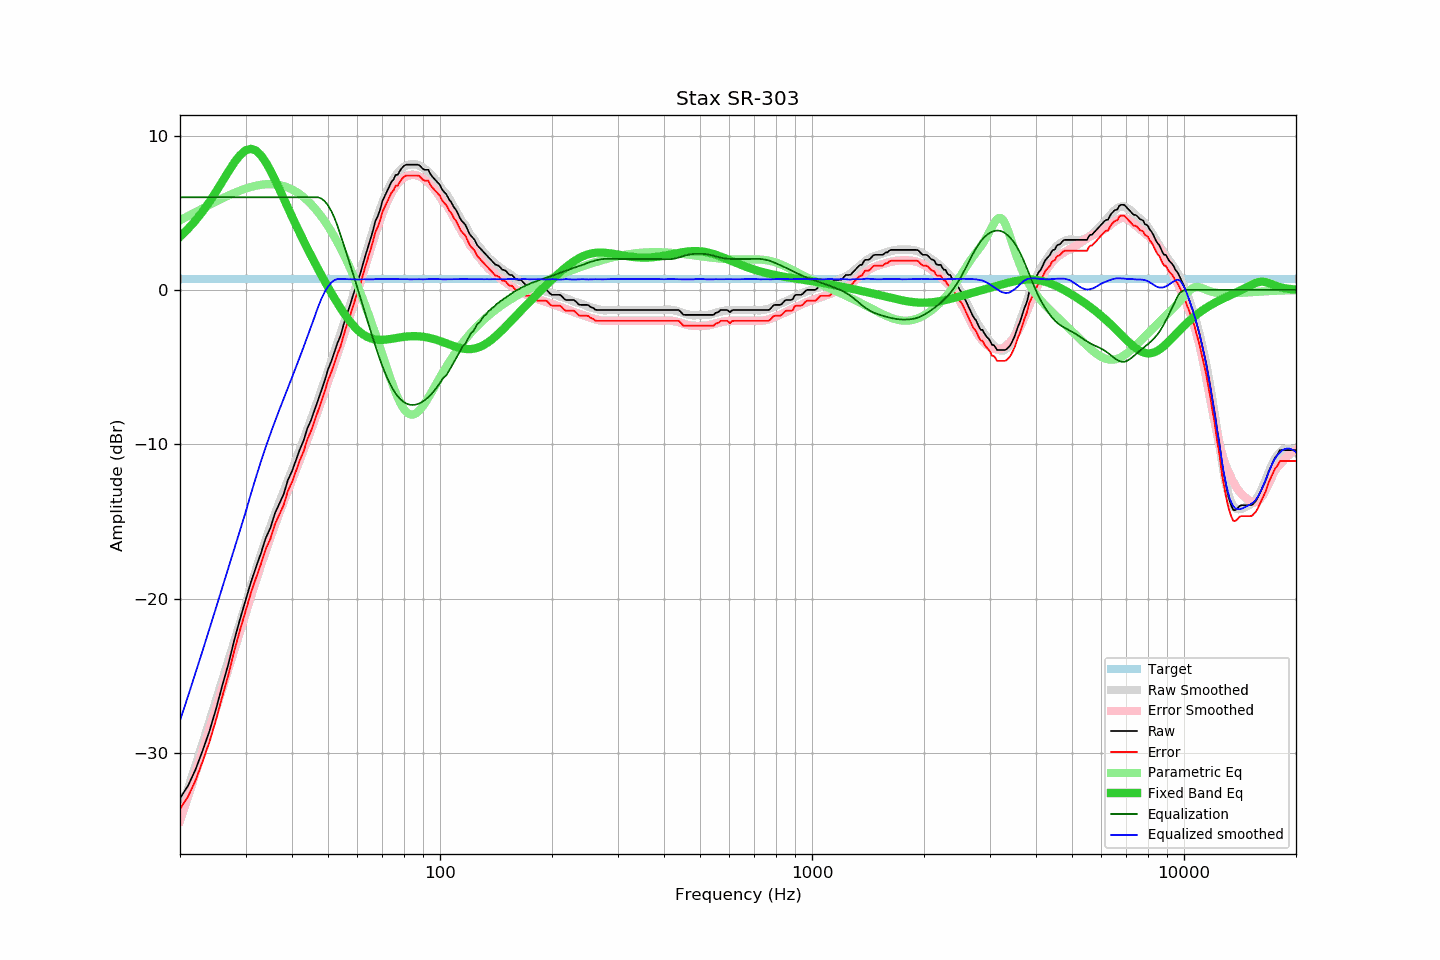 Stax SR-303
10
0
−10
−20
−30
Amplitude (dBr)
100
1000
10000
Frequency (Hz)
Target
Raw Smoothed
Error Smoothed
Raw
Error
Parametric Eq
Fixed Band Eq
Equalization
Equalized smoothed